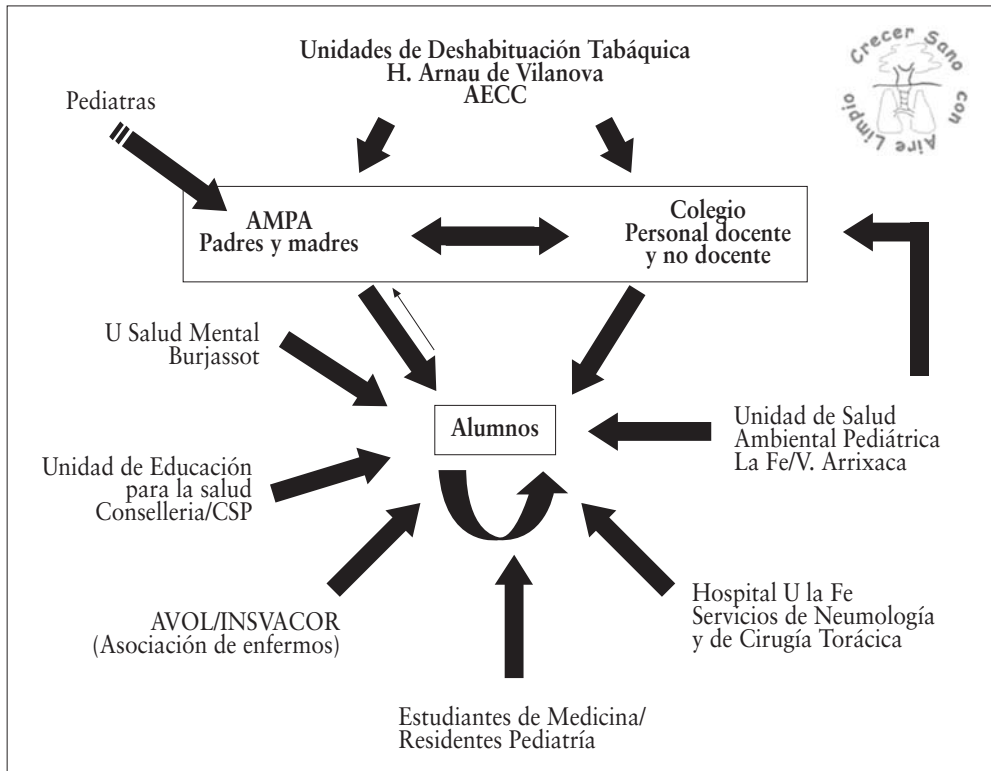 Unidades de Deshabituación Tabáquica
H. Arnau de Vilanova
AECC
Crecer Sano con
Aire Limpio
Pediatras
AMPA
Padres y madres
Colegio
Personal docente
y no docente
U Salud Mental
Burjassot
Alumnos
Unidad de Salud
Ambiental Pediátrica
La Fe/V. Arrixaca
Unidad de Educación
para la salud
Conselleria/CSP
AVOL/INSVACOR
(Asociación de enfermos)
Hospital U la Fe
Servicios de Neumología
y de Cirugía Torácica
Estudiantes de Medicina/
Residentes Pediatría